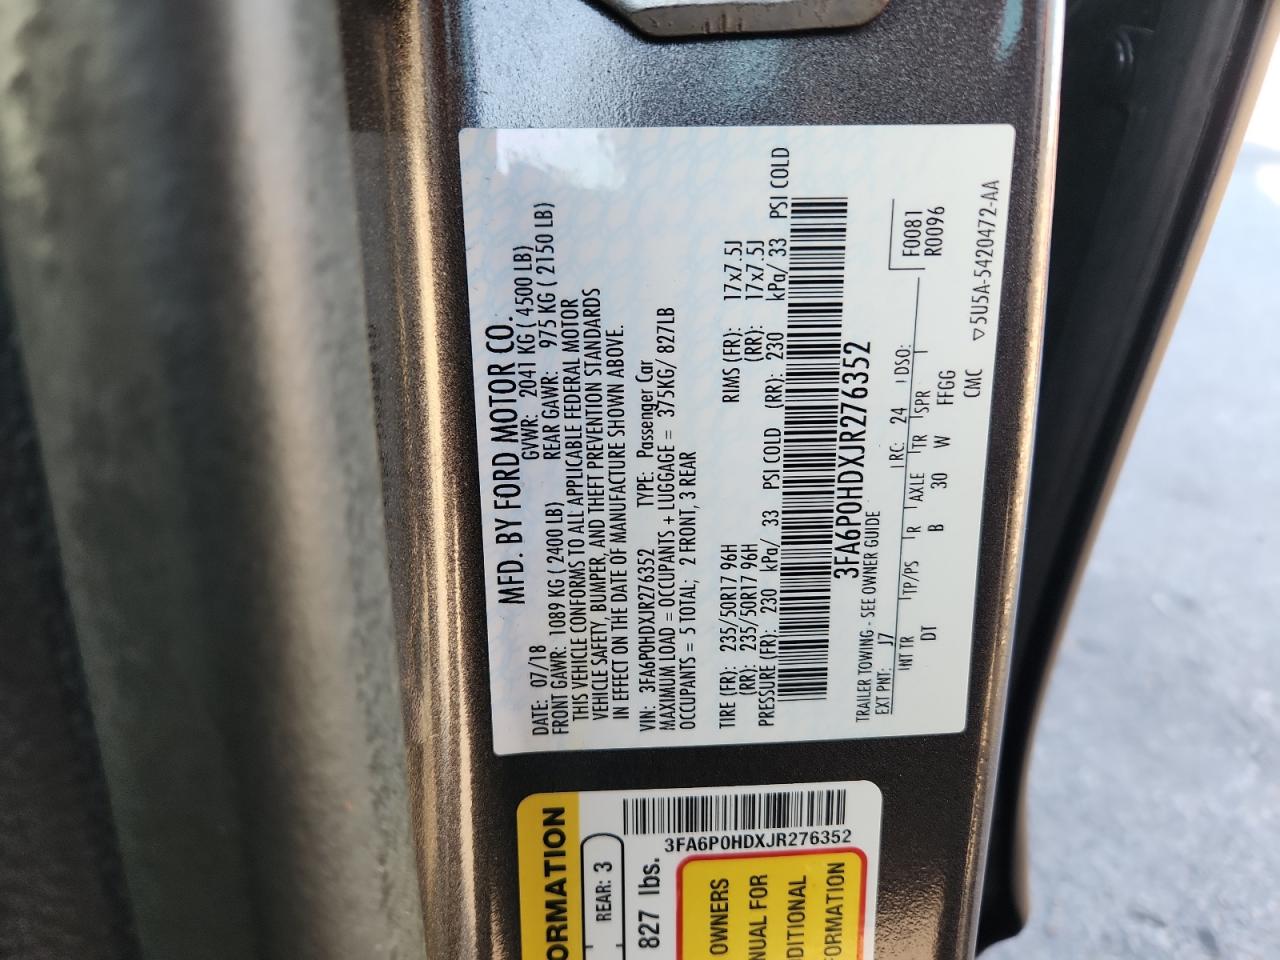 MFD. BY FORD MOTOR CO.
DATE: 07/18 GVWR: 2041 KG ( 4500 LB)
FRONT GAWR: 1089 KG ( 2400 LB) REAR GAWR: 975 KG ( 2150 LB)
THIS VEHICLE CONFORMS TO ALL APPLICABLE FEDERAL MOTOR
VEHICLE SAFETY, BUMPER, AND THEFT PREVENTION STANDARDS
IN EFFECT ON THE DATE OF MANUFACTURE SHOWN ABOVE.
VIN: 3FA6P0HDXJR276352 TYPE: Passenger Car
MAXIMUM LOAD = OCCUPANTS + LUGGAGE = 375KG/ 827LB
OCCUPANTS = 5 TOTAL; 2 FRONT, 3 REAR
TIRE (FR): 235/50R17 96H RIMS (FR): 17x7.5J
(RR): 235/50R17 96H (RR): 17x7.5J
PRESSURE (FR): 230 kPa/ 33 PSI COLD (RR): 230 kPa/ 33 PSI COLD
3FA6P0HDXJR276352
TRAILER TOWING - SEE OWNER GUIDE
F0081
R0096
EXT PNT: J7 RC: 24 DSO:
INT TR TP/PS R AXLE TR SPR
DT B 30 W FFGG
CMC
▽5U5A-5420472-AA
ORMATION
REAR: 3
827 lbs.
3FA6P0HDXJR276352
OWNERS
NUAL FOR
DITIONAL
FORMATION